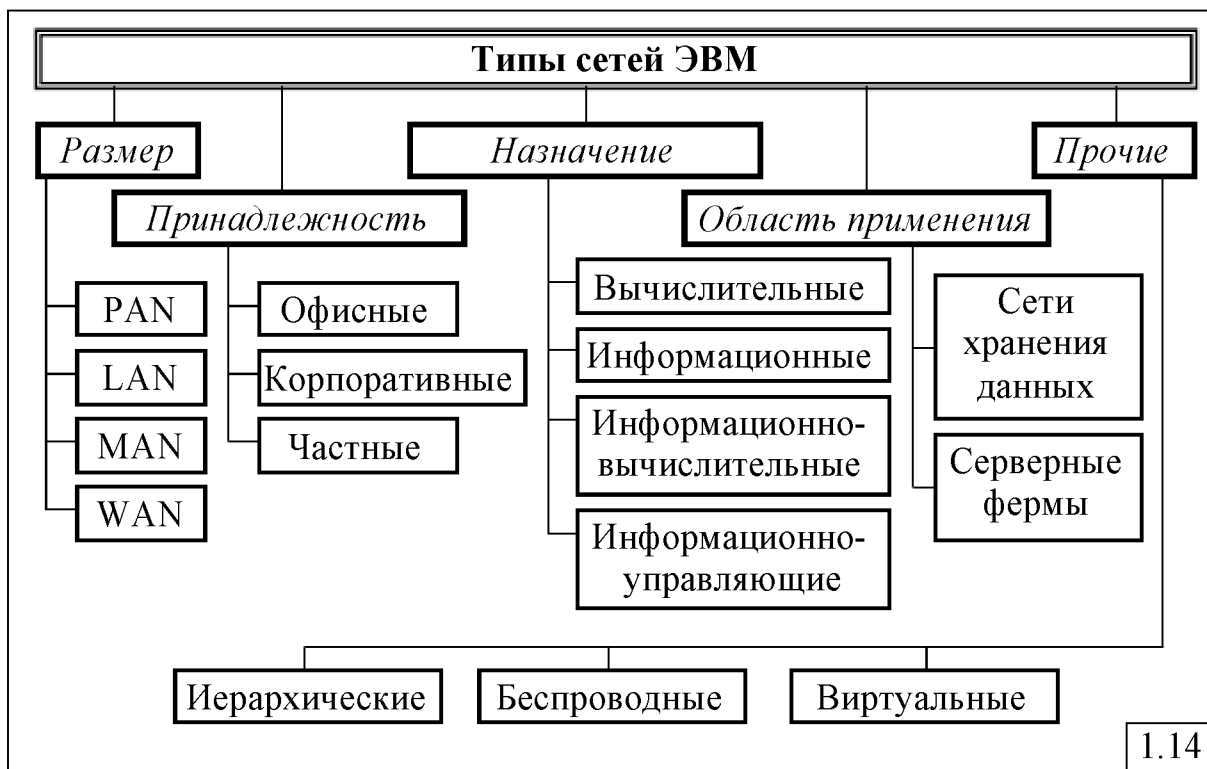 Типы сетей ЭВМ
Размер
Назначение
Прочие
Принадлежность
Область применения
PAN
LAN
MAN
WAN
Офисные
Корпоративные
Частные
Вычислительные
Информационные
Информационно-
вычислительные
Информационно-
управляющие
Сети
хранения
данных
Серверные
фермы
Иерархические
Беспроводные
Виртуальные
1.14